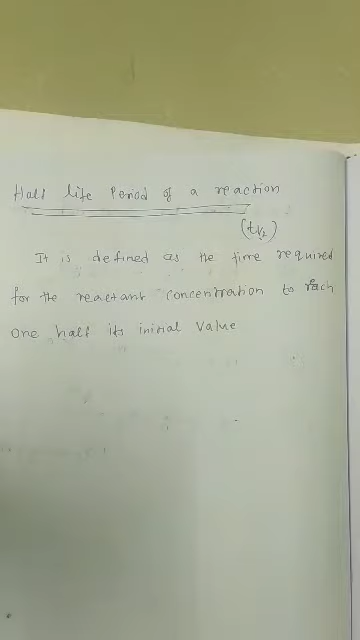 Half life Period of a reaction
(t1/2)
It is defined as the time required
for the reactant concentration to reach
one half its initial value